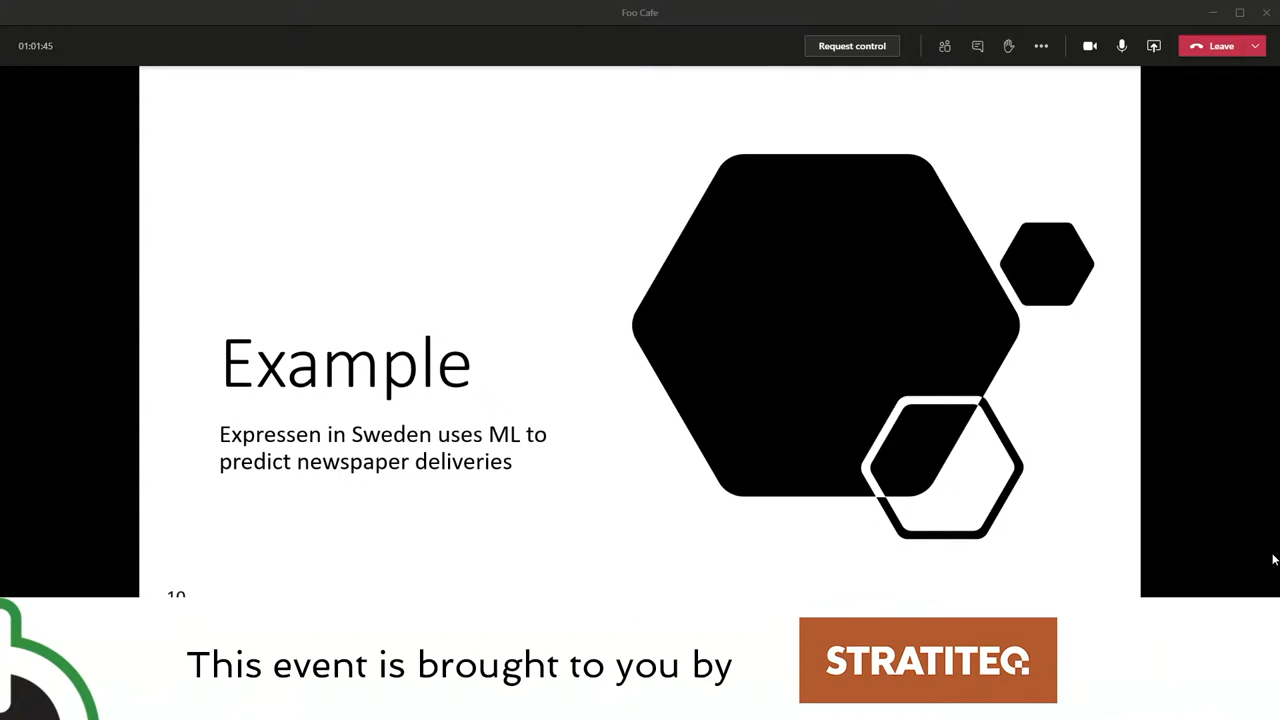 Foo Cafe
01:01:45
Request control
Leave
Example
Expressen in Sweden uses ML to
predict newspaper deliveries
10
This event is brought to you by
STRATITEQ